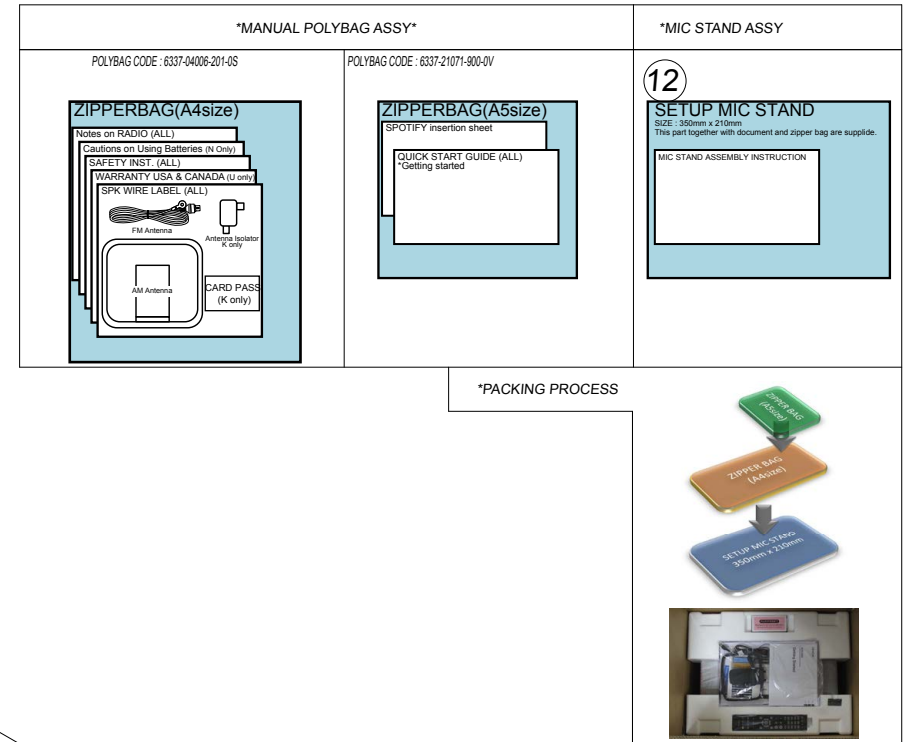 *MANUAL POLYBAG ASSY*
*MIC STAND ASSY
POLYBAG CODE : 6337-04006-201-0S
POLYBAG CODE : 6337-21071-900-0V
12
ZIPPERBAG(A4size)
Notes on RADIO (ALL)
Cautions on Using Batteries (N Only)
SAFETY INST. (ALL)
WARRANTY USA & CANADA (U only)
SPK WIRE LABEL (ALL)
FM Antenna
Antenna Isolator
K only
AM Antenna
CARD PASS
(K only)
ZIPPERBAG(A5size)
SPOTIFY insertion sheet
QUICK START GUIDE (ALL)
*Getting started
SETUP MIC STAND
SIZE : 350mm x 210mm
This part together with document and zipper bag are supplide.
MIC STAND ASSEMBLY INSTRUCTION
*PACKING PROCESS
ZIPPER BAG
(A5size)
ZIPPER BAG
(A4size)
SETUP MIC STAND
350mm x 210mm